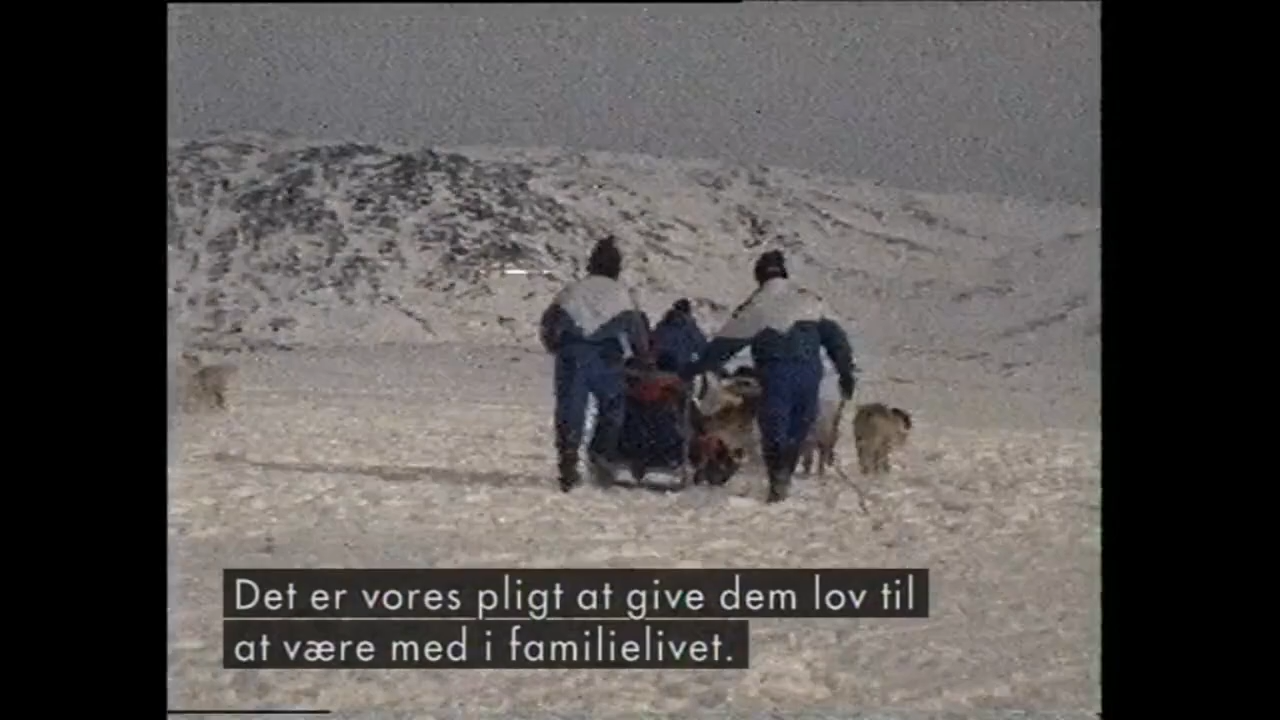 Det er vores pligt at give dem lov til
at være med i familielivet.